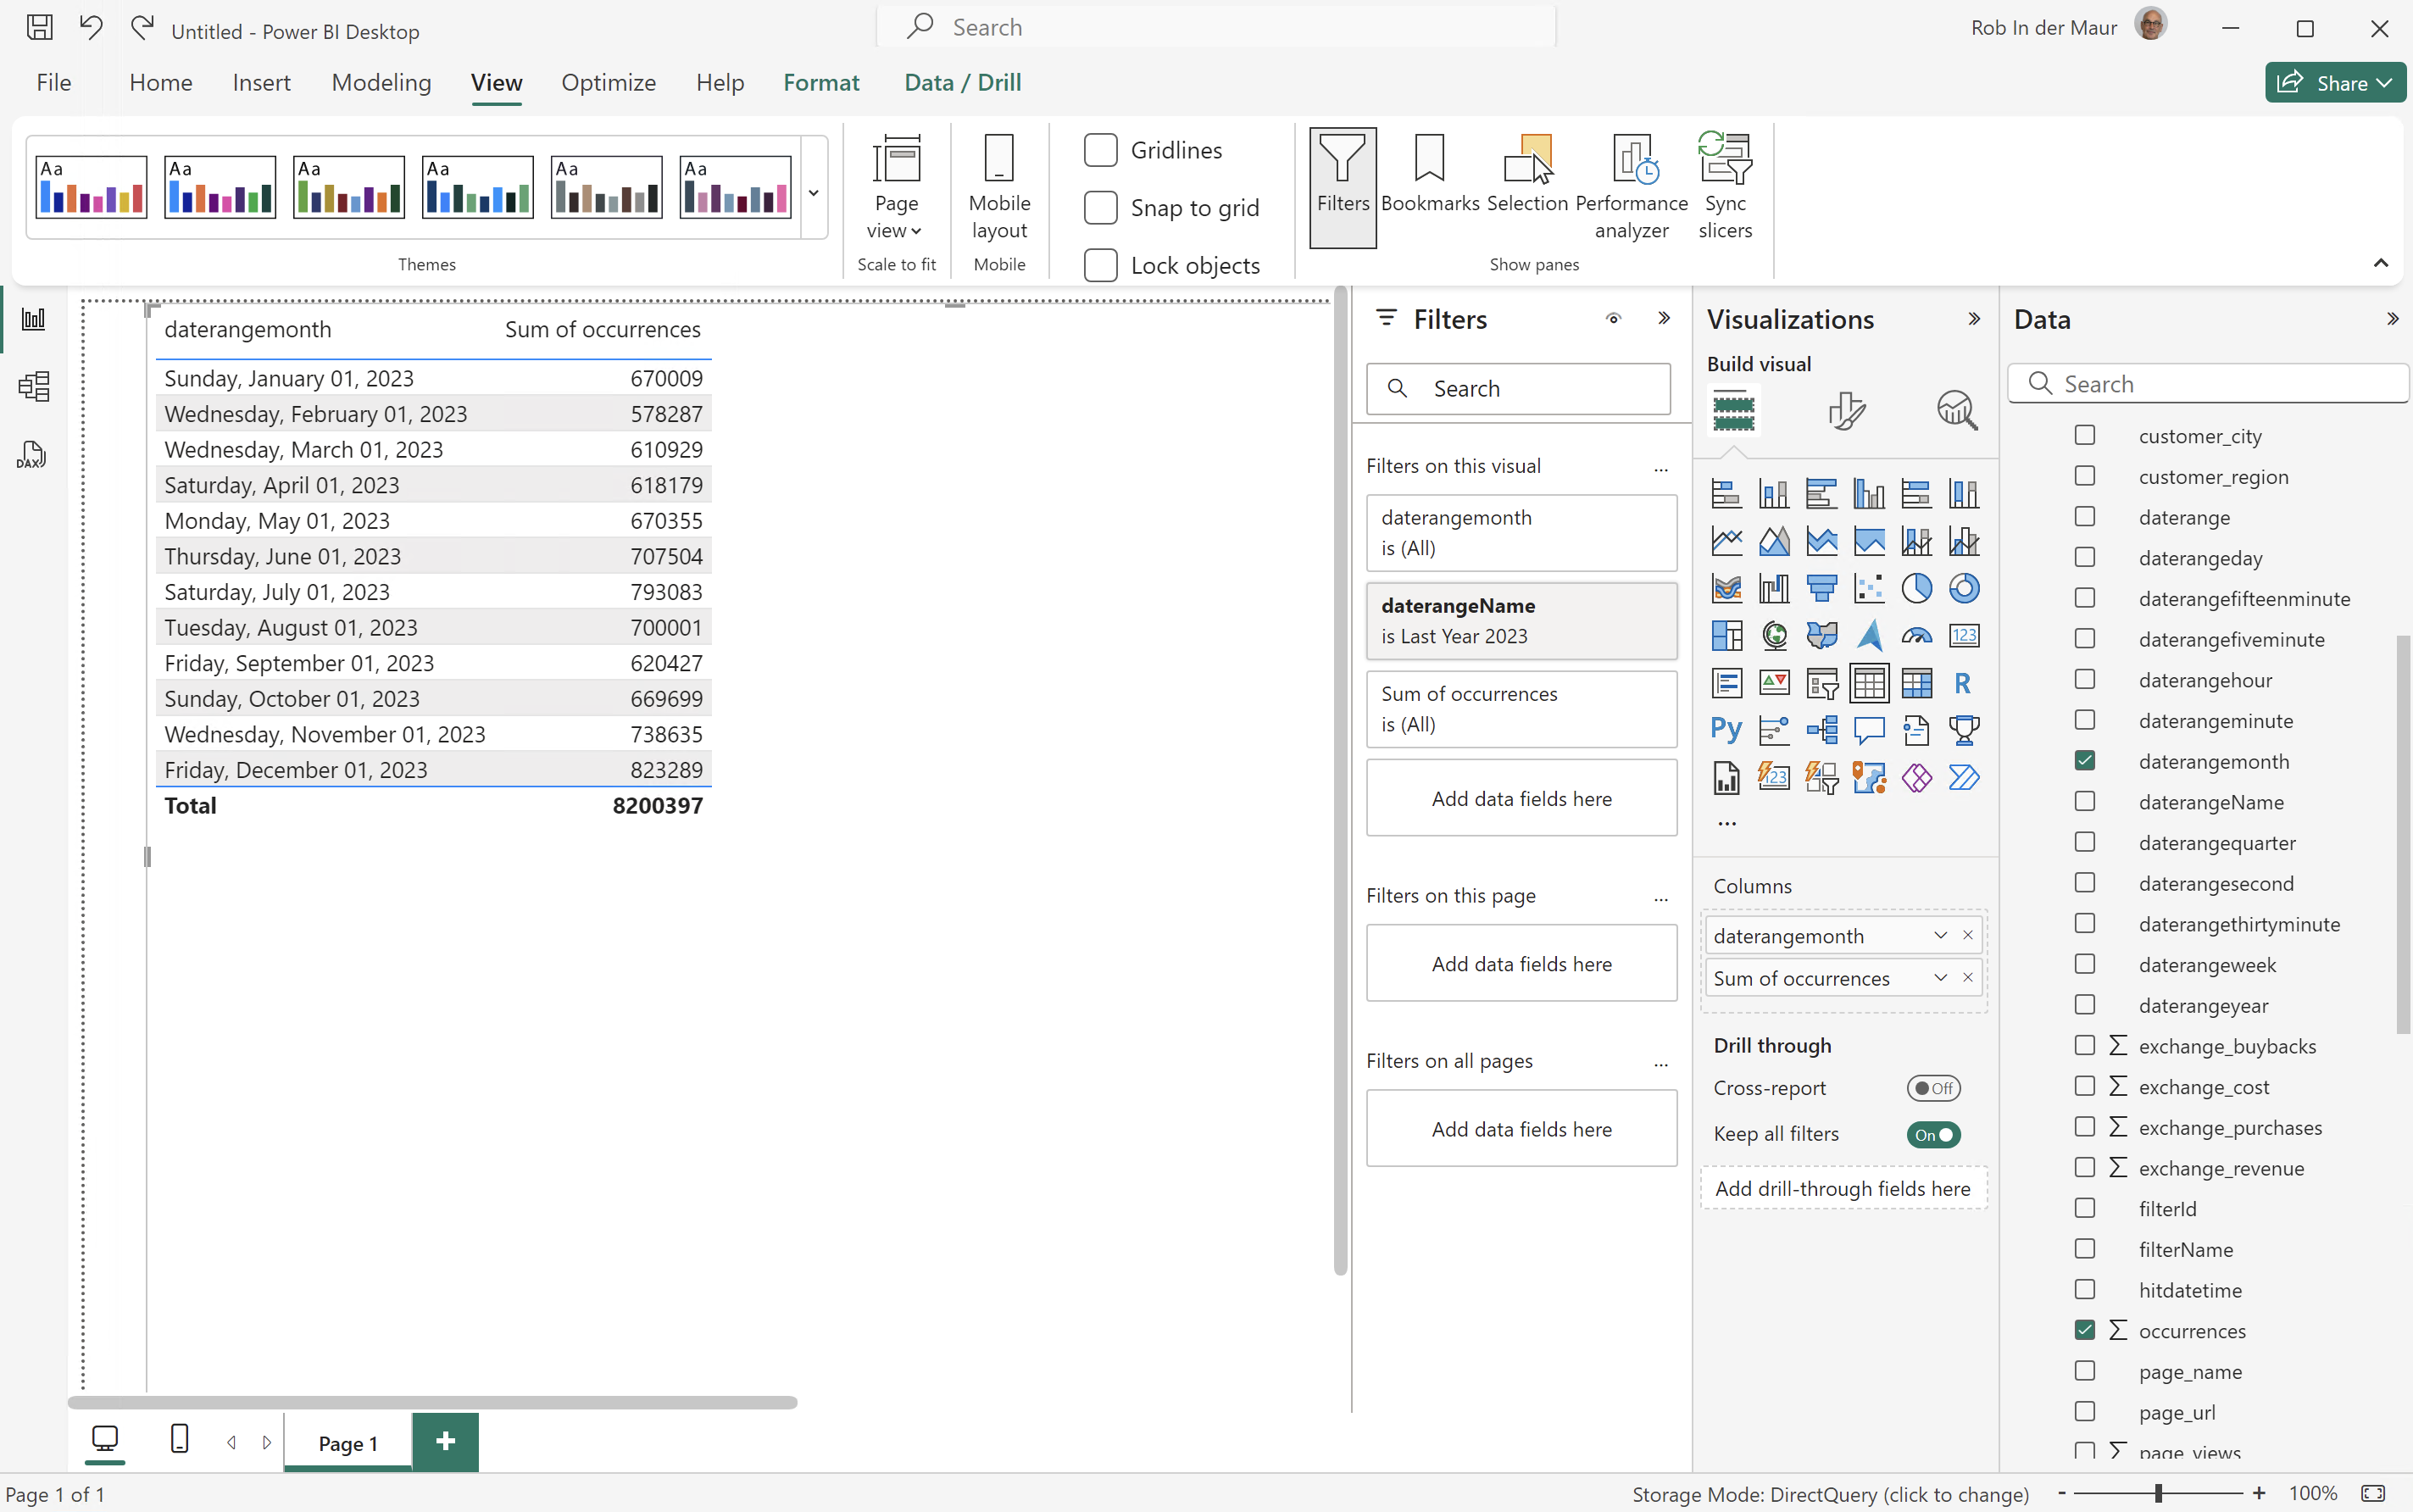 Untitled - Power BI Desktop
Search
Rob In der Maur
File
Home
Insert
Modeling
View
Optimize
Help
Format
Data / Drill
Share
Aa
Aa
Aa
Aa
Aa
Aa
Themes
Page
view
Scale to fit
Mobile
layout
Mobile
Gridlines
Snap to grid
Lock objects
Filters
Bookmarks
Selection
Performance
analyzer
Sync
slicers
Show panes
DAX
daterangemonth Sum of occurrences
Sunday, January 01, 2023 670009
Wednesday, February 01, 2023 578287
Wednesday, March 01, 2023 610929
Saturday, April 01, 2023 618179
Monday, May 01, 2023 670355
Thursday, June 01, 2023 707504
Saturday, July 01, 2023 793083
Tuesday, August 01, 2023 700001
Friday, September 01, 2023 620427
Sunday, October 01, 2023 669699
Wednesday, November 01, 2023 738635
Friday, December 01, 2023 823289
Total 8200397
Filters
Search
Filters on this visual
...
daterangemonth
is (All)
daterangeName
is Last Year 2023
Sum of occurrences
is (All)
Add data fields here
Filters on this page
...
Add data fields here
Filters on all pages
...
Add data fields here
Visualizations
Build visual
123
R
Py
123
...
Columns
daterangemonth
Sum of occurrences
Drill through
Cross-report
Off
Keep all filters
On
Add drill-through fields here
Data
Search
customer_city
customer_region
daterange
daterangeday
daterangefifteenminute
daterangefiveminute
daterangehour
daterangeminute
daterangemonth
daterangeName
daterangequarter
daterangesecond
daterangethirtyminute
daterangeweek
daterangeyear
∑ exchange_buybacks
∑ exchange_cost
∑ exchange_purchases
∑ exchange_revenue
filterId
filterName
hitdatetime
∑ occurrences
page_name
page_url
∑ page_views
Page 1
+
Page 1 of 1
Storage Mode: DirectQuery (click to change)
- +
100%